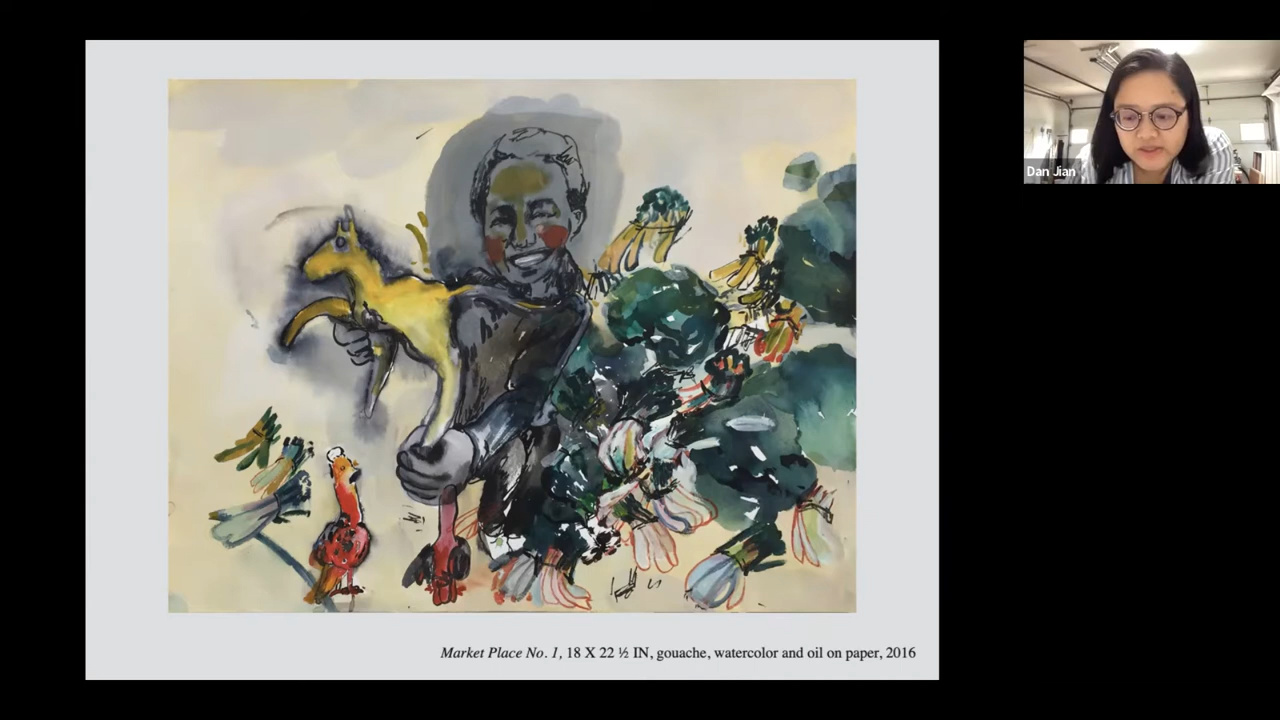 Dan Jian
Market Place No. 1, 18 X 22 ½ IN, gouache, watercolor and oil on paper, 2016